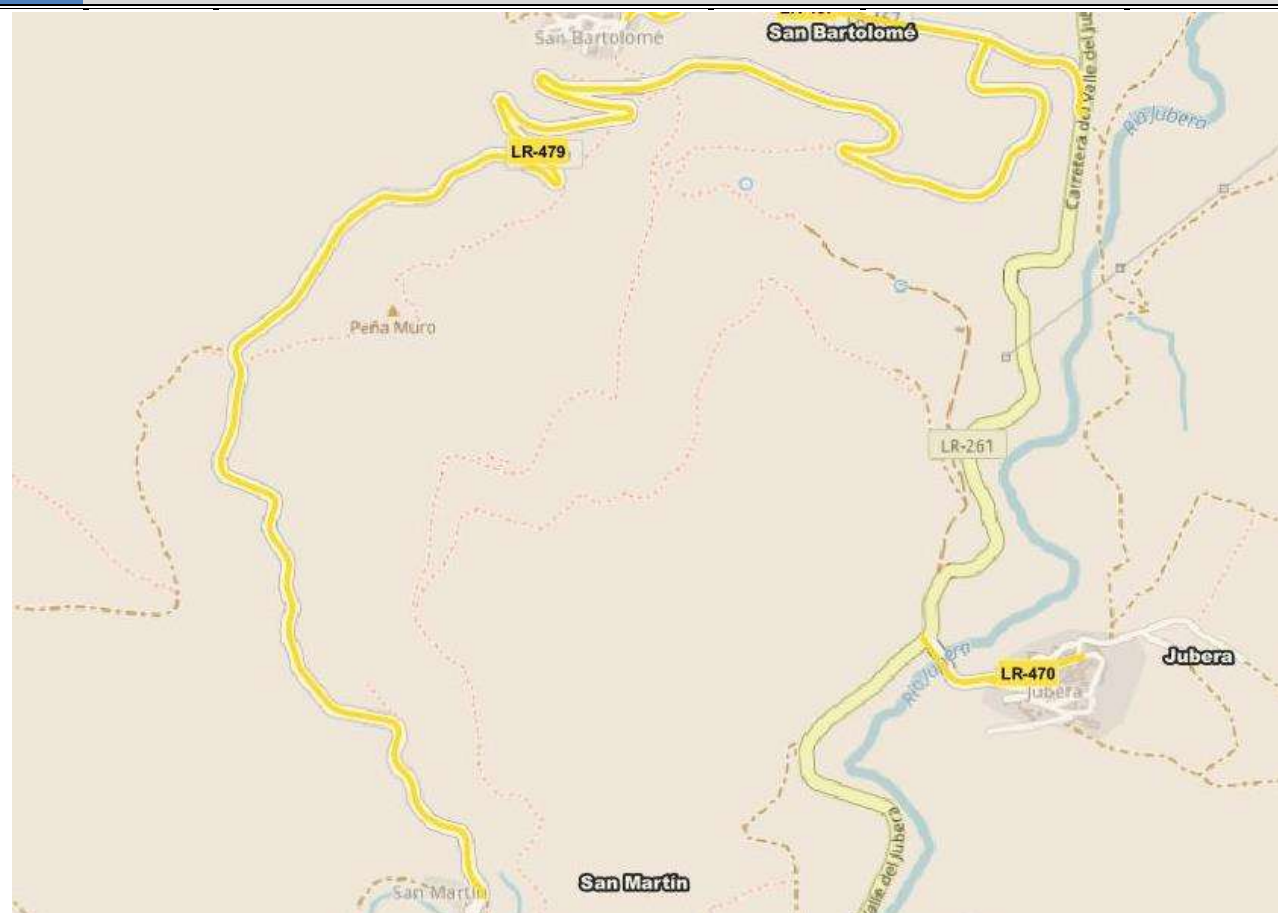 San Bartolomé
San Bartolomé
Carretera del Valle del Jub
Río Jubera
LR-479
Peña Muro
LR-261
Río Jubera
Jubera
LR-470
Jubera
San Martín
San Martín
Valle del Jubera